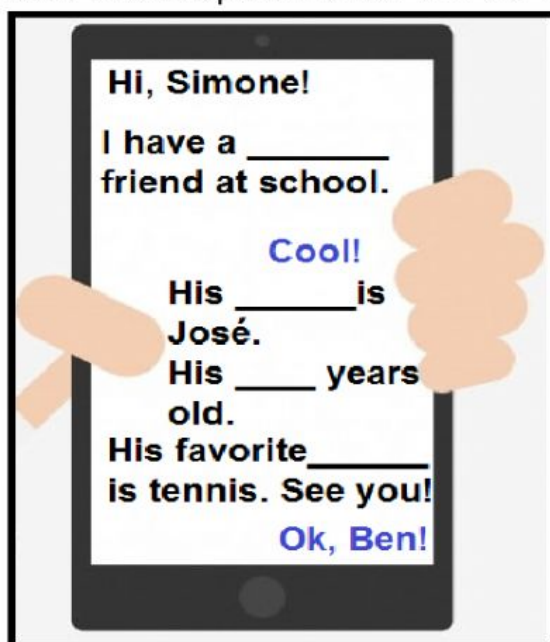 Hi, Simone!
I have a _______
friend at school.
Cool!
His ______is
José.
His ____ years
old.
His favorite______
is tennis. See you!
Ok, Ben!